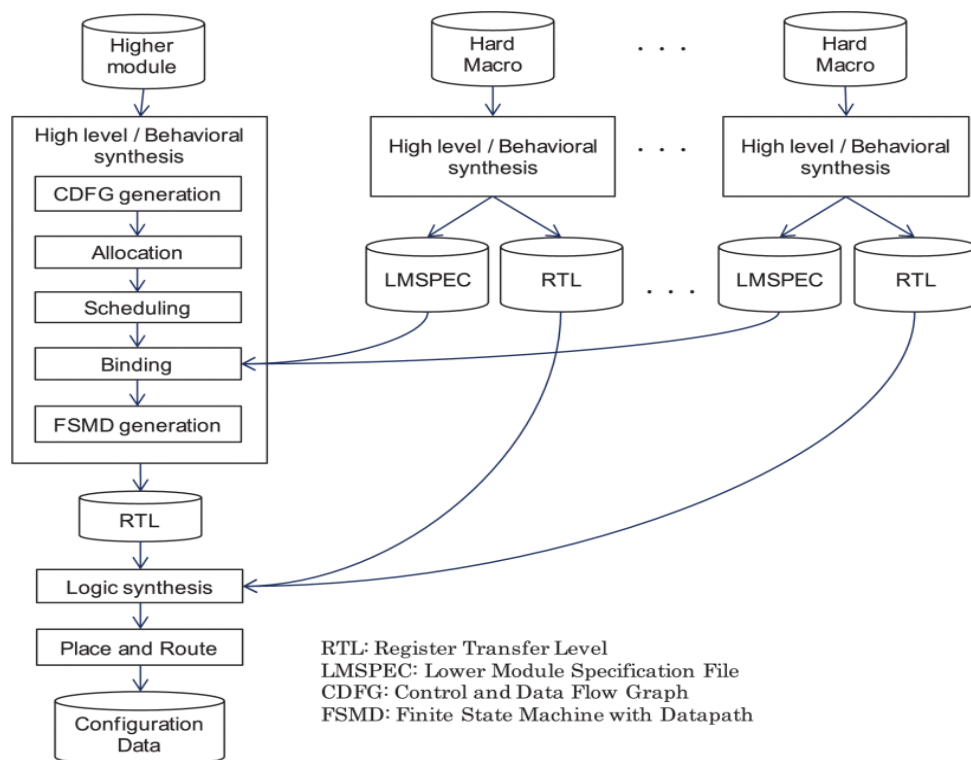 Higher
module
Hard
Macro
. . .
Hard
Macro
High level / Behavioral
synthesis
CDFG generation
Allocation
Scheduling
Binding
FSMD generation
High level / Behavioral
synthesis
. . .
High level / Behavioral
synthesis
LMSPEC
RTL
. . .
LMSPEC
RTL
RTL
Logic synthesis
Place and Route
Configuration
Data
RTL: Register Transfer Level
LMSPEC: Lower Module Specification File
CDFG: Control and Data Flow Graph
FSMD: Finite State Machine with Datapath